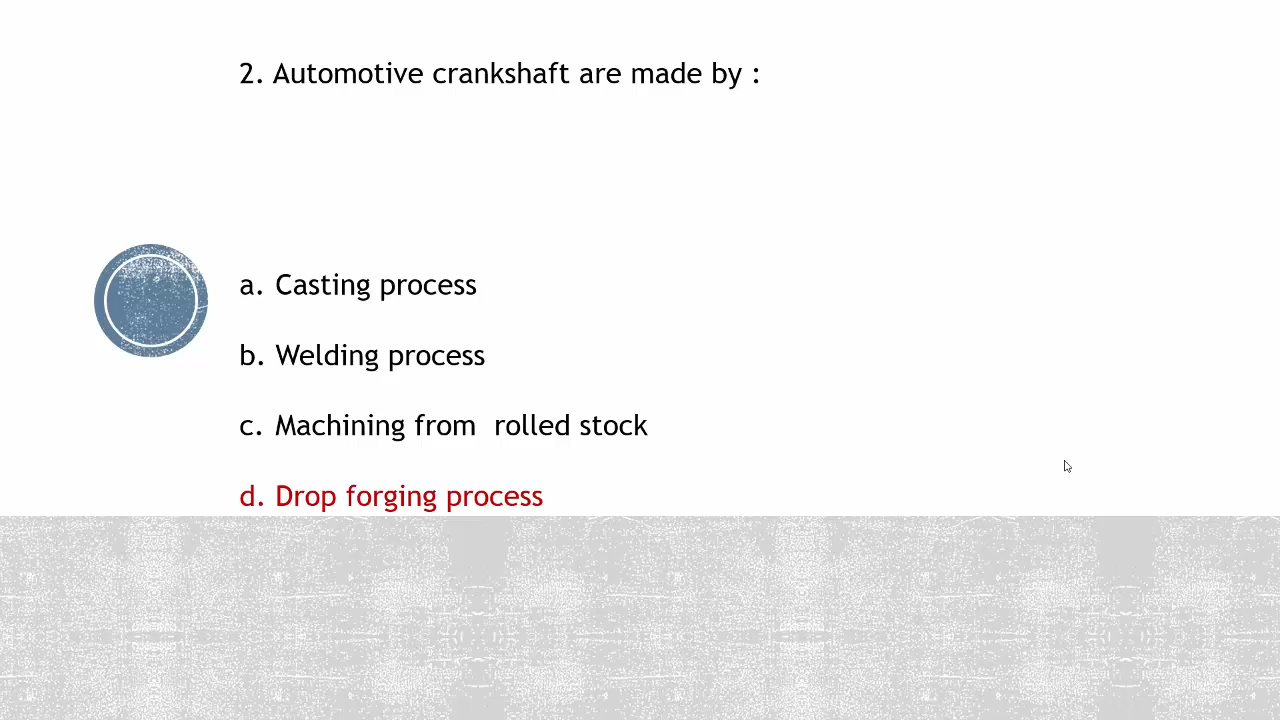 2. Automotive crankshaft are made by :
a. Casting process
b. Welding process
c. Machining from  rolled stock
d. Drop forging process